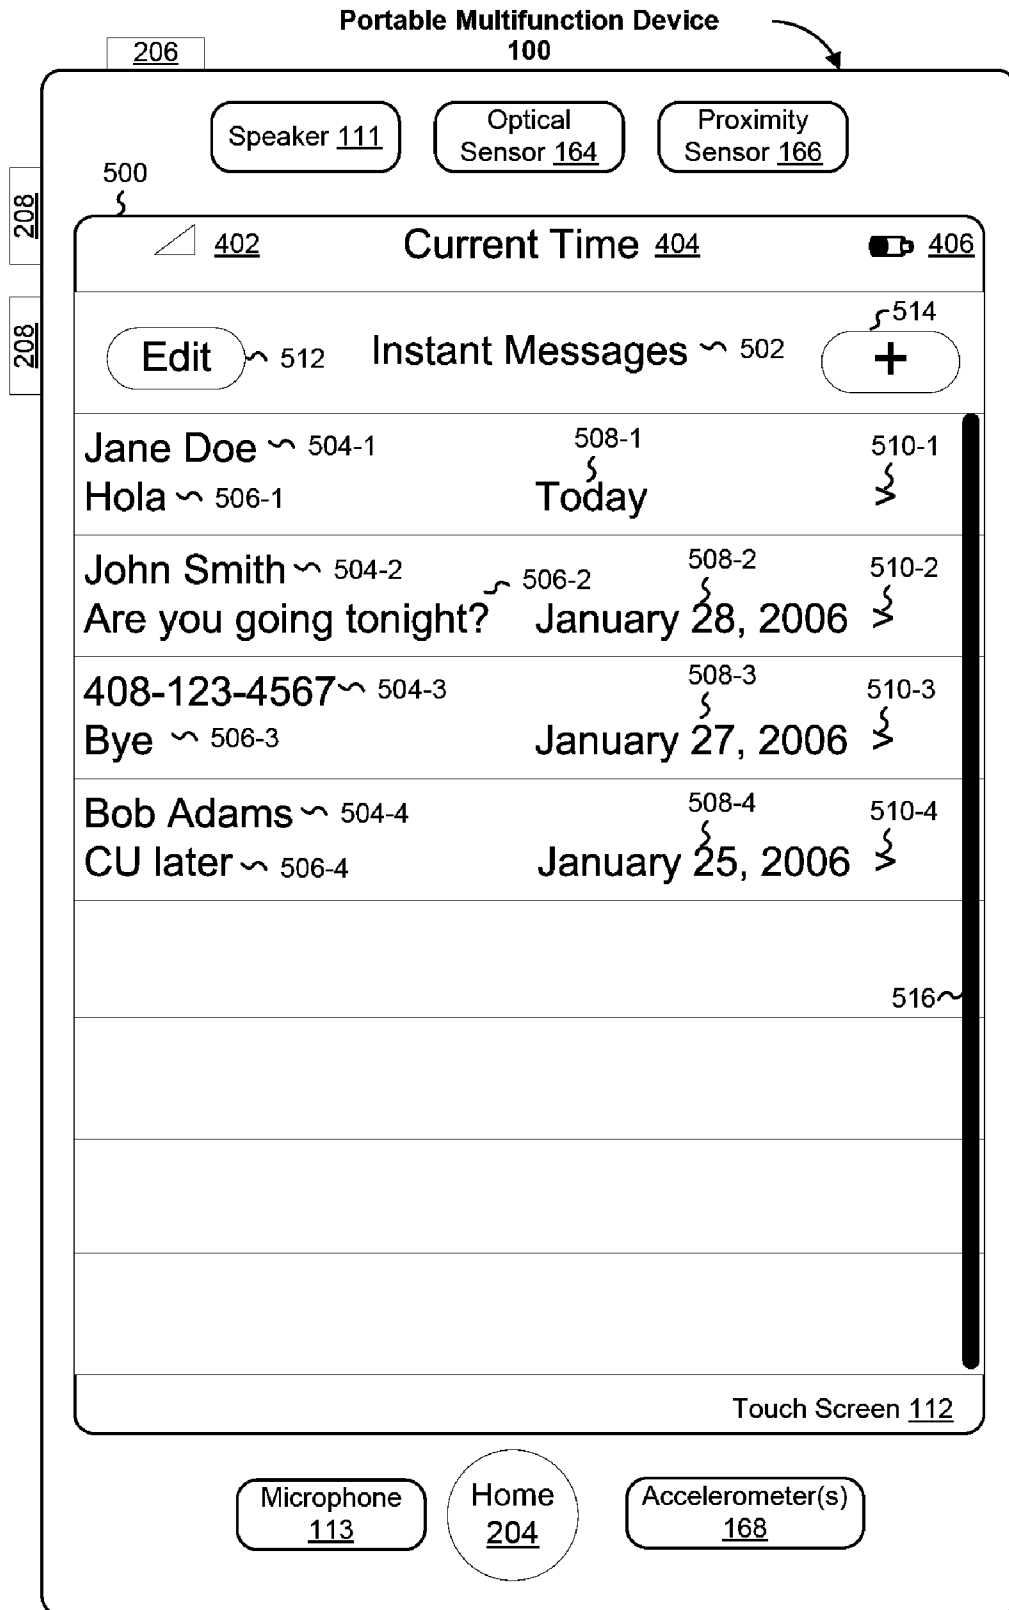 Portable Multifunction Device
100
206
Speaker 111
Optical
Sensor 164
Proximity
Sensor 166
500
208
208
402
Current Time 404
406
Edit
512
Instant Messages
502
514
+
Jane Doe
504-1
508-1
510-1
Hola
506-1
Today
>
John Smith
504-2
506-2
508-2
510-2
Are you going tonight?
January 28, 2006
>
408-123-4567
504-3
508-3
510-3
Bye
506-3
January 27, 2006
>
Bob Adams
504-4
508-4
510-4
CU later
506-4
January 25, 2006
>
516
Touch Screen 112
Microphone
113
Home
204
Accelerometer(s)
168